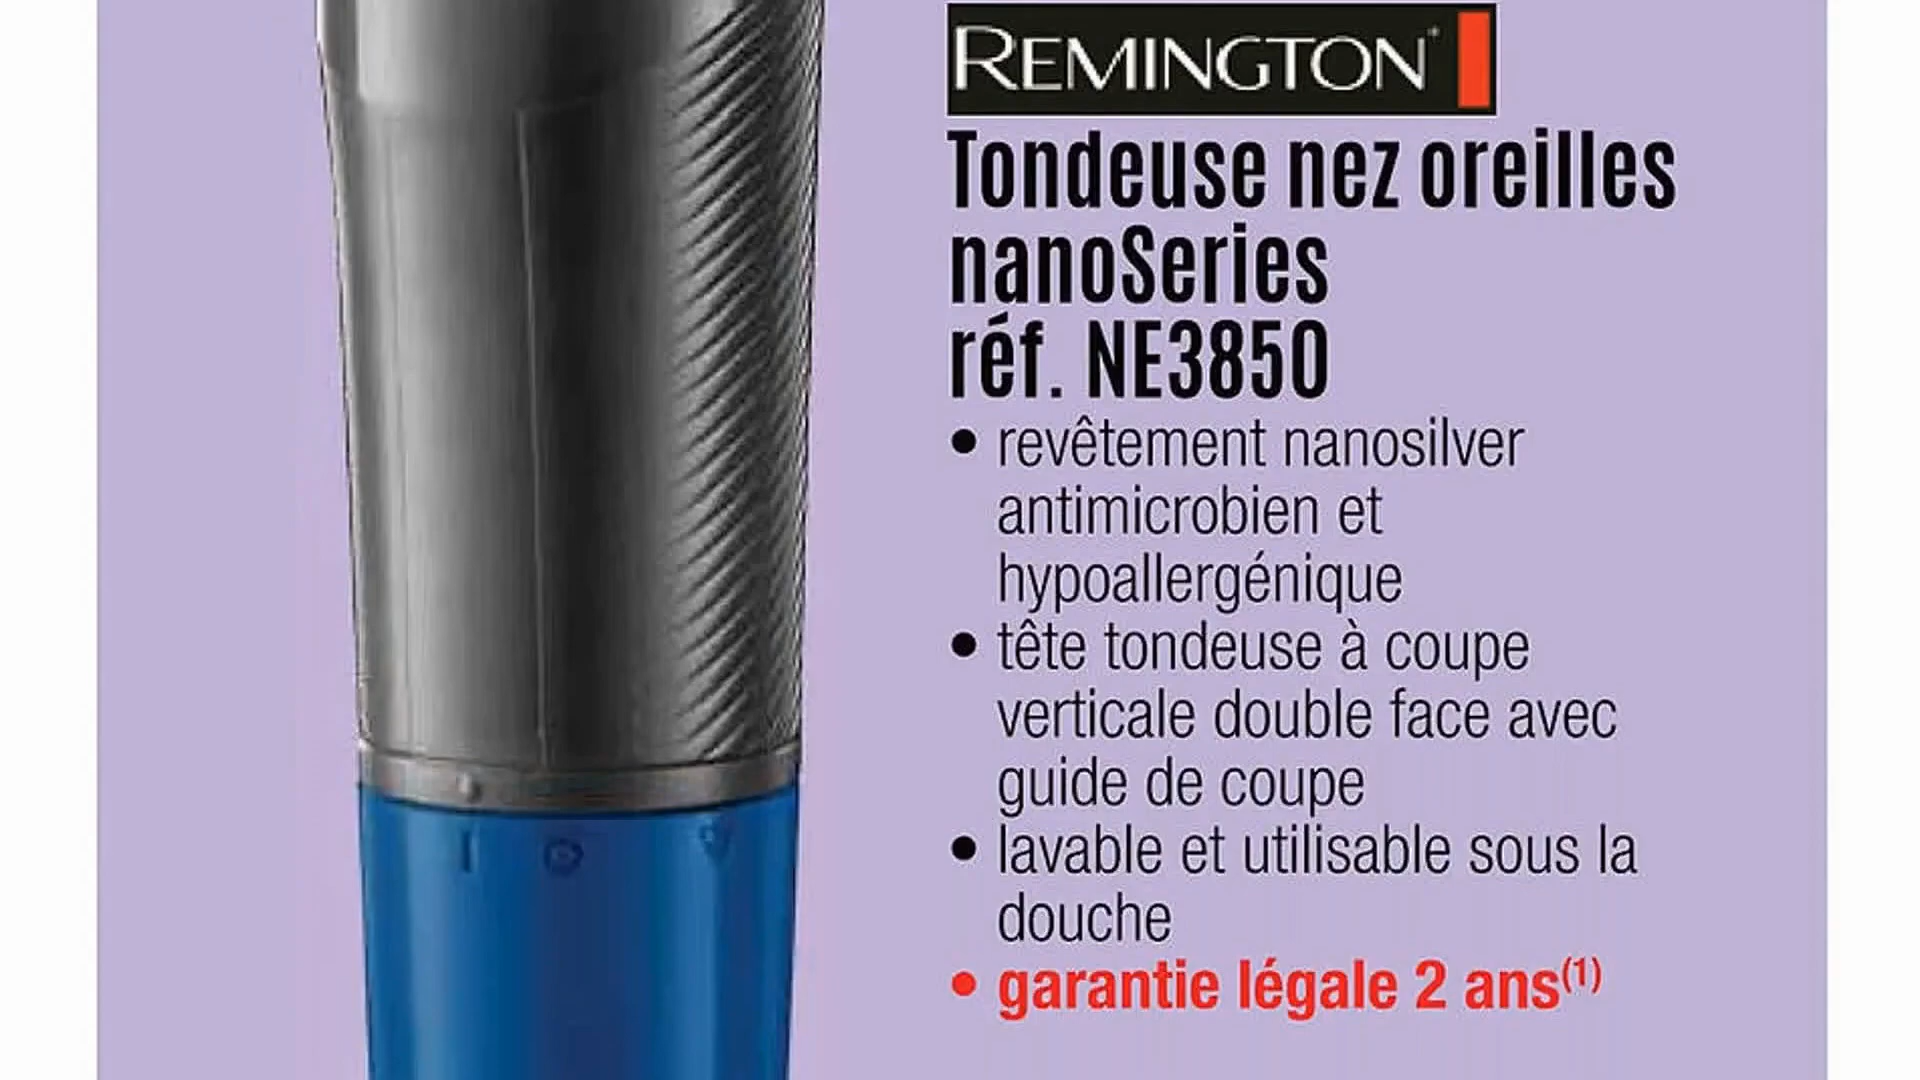 REMINGTON
Tondeuse nez oreilles
nanoSeries
réf. NE3850
• revêtement nanosilver
antimicrobien et
hypoallergénique
• tête tondeuse à coupe
verticale double face avec
guide de coupe
• lavable et utilisable sous la
douche
• garantie légale 2 ans(1)